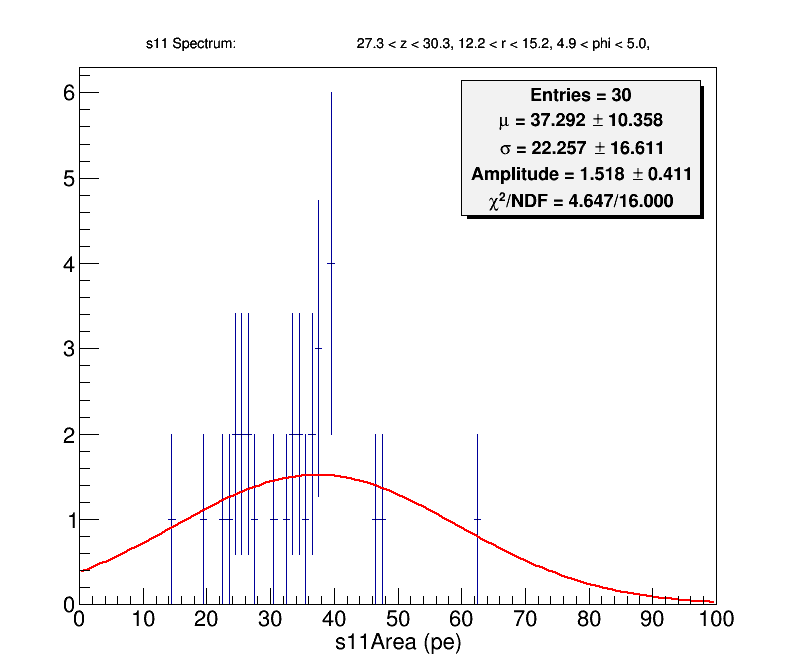 s11 Spectrum: 27.3 < z < 30.3, 12.2 < r < 15.2, 4.9 < phi < 5.0,
Entries = 30
μ = 37.292 ± 10.358
σ = 22.257 ± 16.611
Amplitude = 1.518 ± 0.411
χ²/NDF = 4.647/16.000
6
5
4
3
2
1
0
0 10 20 30 40 50 60 70 80 90 100
s11Area (pe)